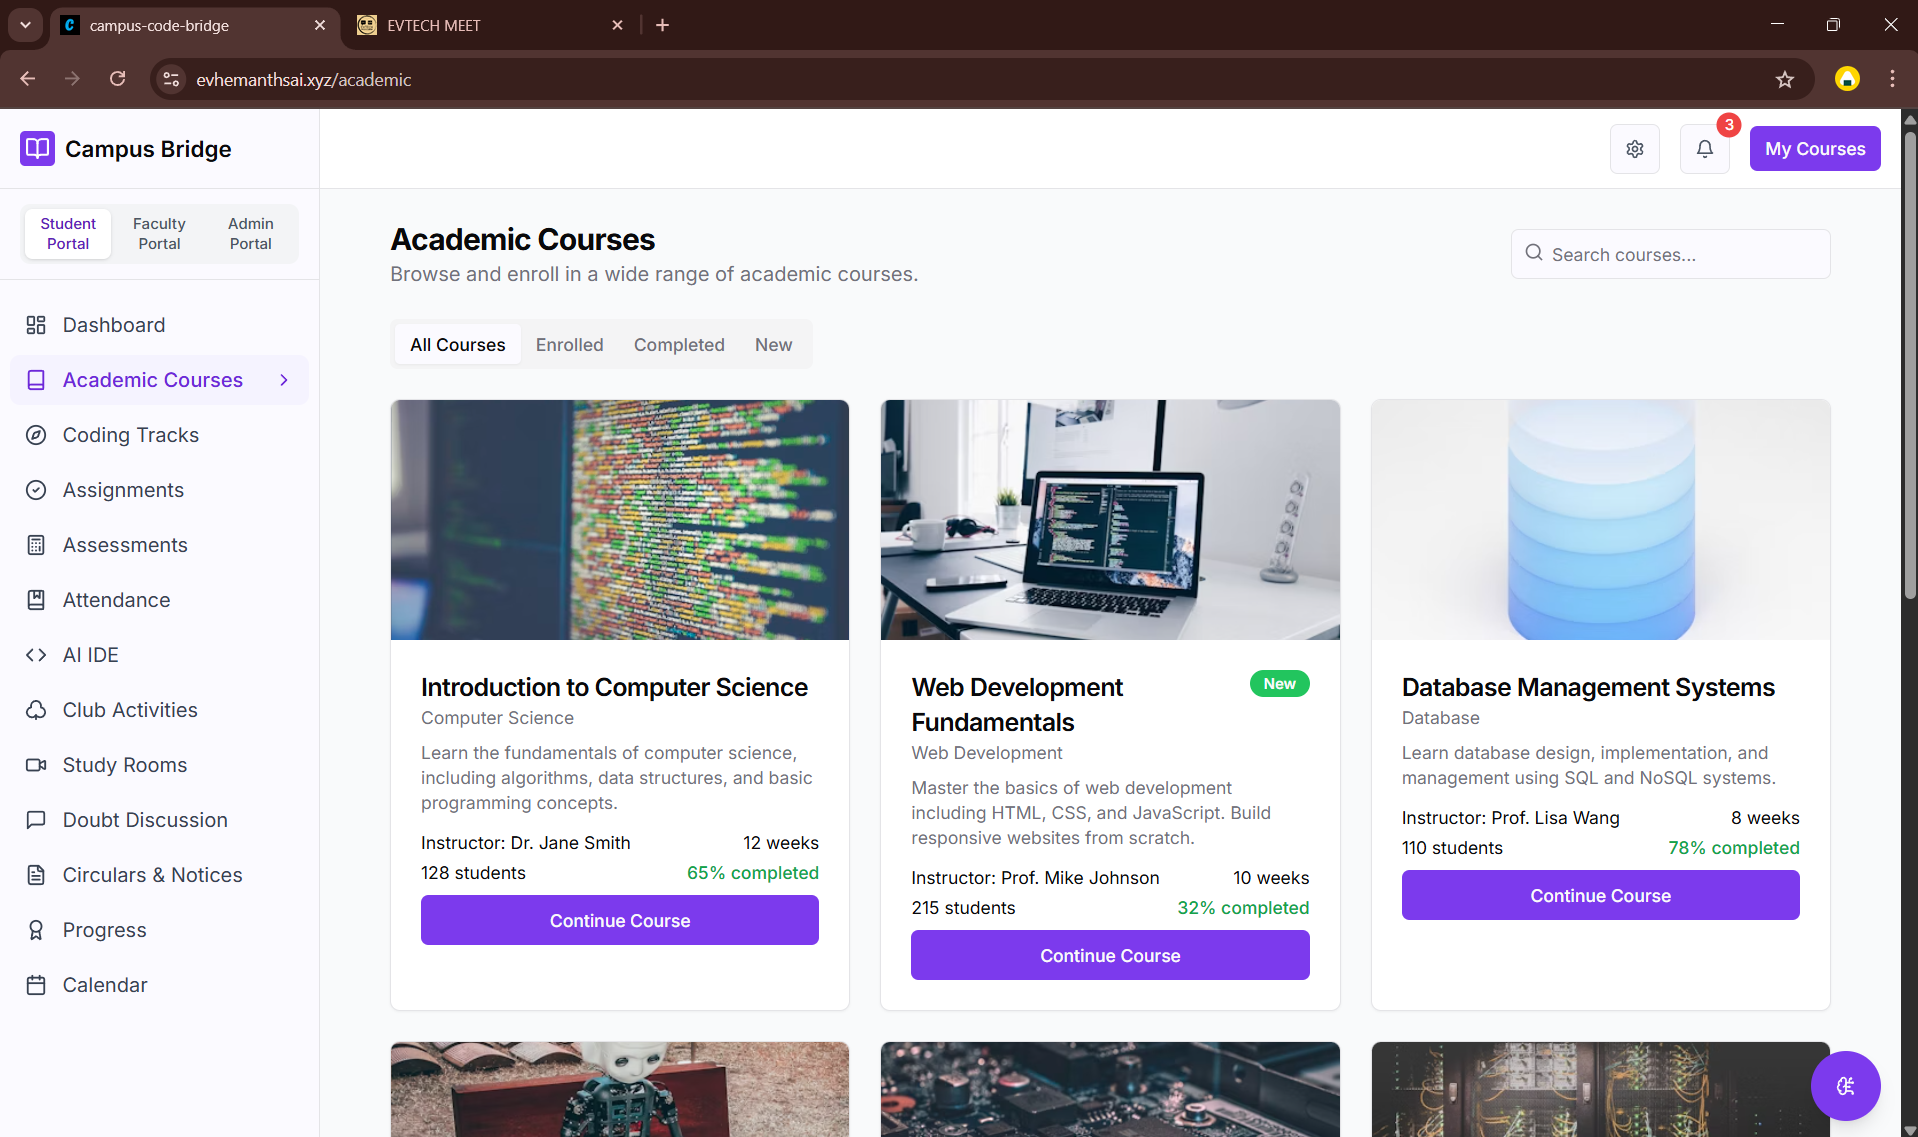 campus-code-bridge
EVTECH MEET
evhemanthsai.xyz/academic
Campus Bridge
3
My Courses
Student Portal
Faculty Portal
Admin Portal
Dashboard
Academic Courses
Coding Tracks
Assignments
Assessments
Attendance
AI IDE
Club Activities
Study Rooms
Doubt Discussion
Circulars & Notices
Progress
Calendar
Academic Courses
Browse and enroll in a wide range of academic courses.
Search courses...
All Courses Enrolled Completed New
Introduction to Computer Science
Computer Science
Learn the fundamentals of computer science,
including algorithms, data structures, and basic
programming concepts.
Instructor: Dr. Jane Smith 12 weeks
128 students 65% completed
Continue Course
Web Development
Fundamentals
New
Web Development
Master the basics of web development
including HTML, CSS, and JavaScript. Build
responsive websites from scratch.
Instructor: Prof. Mike Johnson 10 weeks
215 students 32% completed
Continue Course
Database Management Systems
Database
Learn database design, implementation, and
management using SQL and NoSQL systems.
Instructor: Prof. Lisa Wang 8 weeks
110 students 78% completed
Continue Course